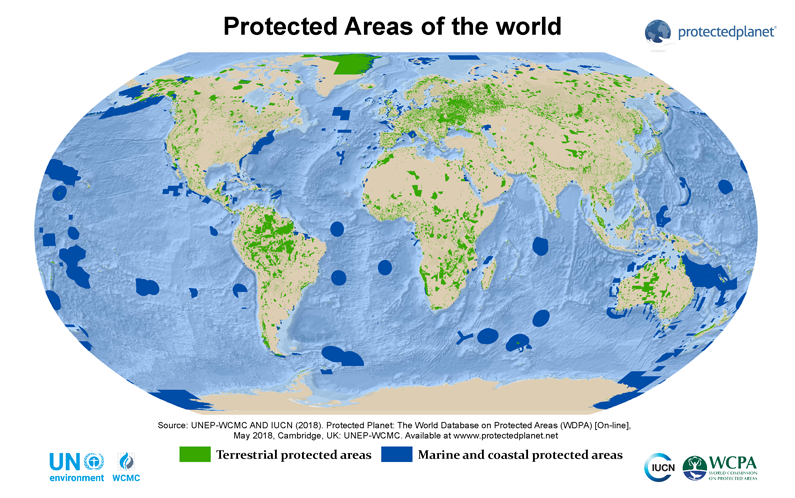 Protected Areas of the world
protectedplanet®
Source: UNEP-WCMC AND IUCN (2018). Protected Planet: The World Database on Protected Areas (WDPA) [On-line],
May 2018, Cambridge, UK: UNEP-WCMC. Available at wwww.protectedplanet.net
Terrestrial protected areas
Marine and coastal protected areas
UN
environment
WCMC
IUCN
WCPA
WORLD COMMISSION
ON PROTECTED AREAS